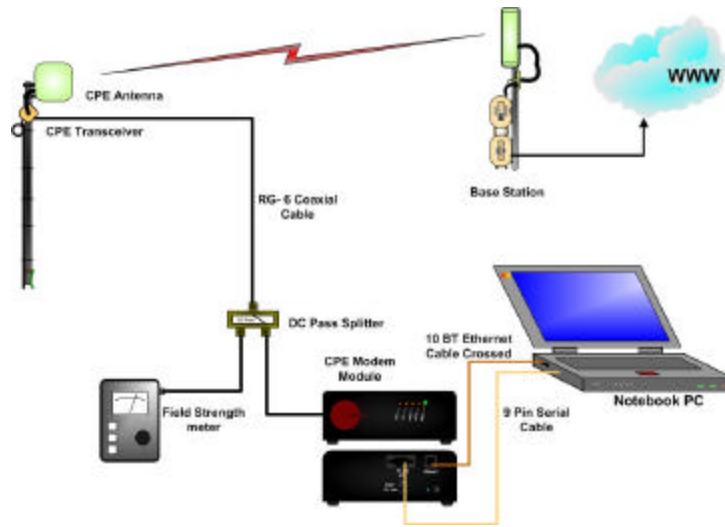 WWW
CPE Antenna
CPE Transceiver
Base Station
RG- 6 Coaxial
Cable
DC Pass Splitter
10 BT Ethernet
Cable Crossed
CPE Modem
Module
Notebook PC
Field Strength
meter
9 Pin Serial
Cable